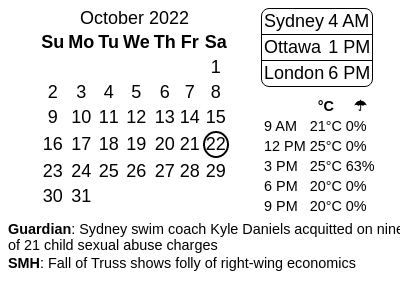 October 2022
Su Mo Tu We Th Fr Sa
1
2 3 4 5 6 7 8
9 10 11 12 13 14 15
16 17 18 19 20 21 22
23 24 25 26 27 28 29
30 31
Sydney 4 AM
Ottawa 1 PM
London 6 PM
°C ☂
9 AM 21°C 0%
12 PM 25°C 0%
3 PM 25°C 63%
6 PM 20°C 0%
9 PM 20°C 0%
Guardian: Sydney swim coach Kyle Daniels acquitted on nine
of 21 child sexual abuse charges
SMH: Fall of Truss shows folly of right-wing economics